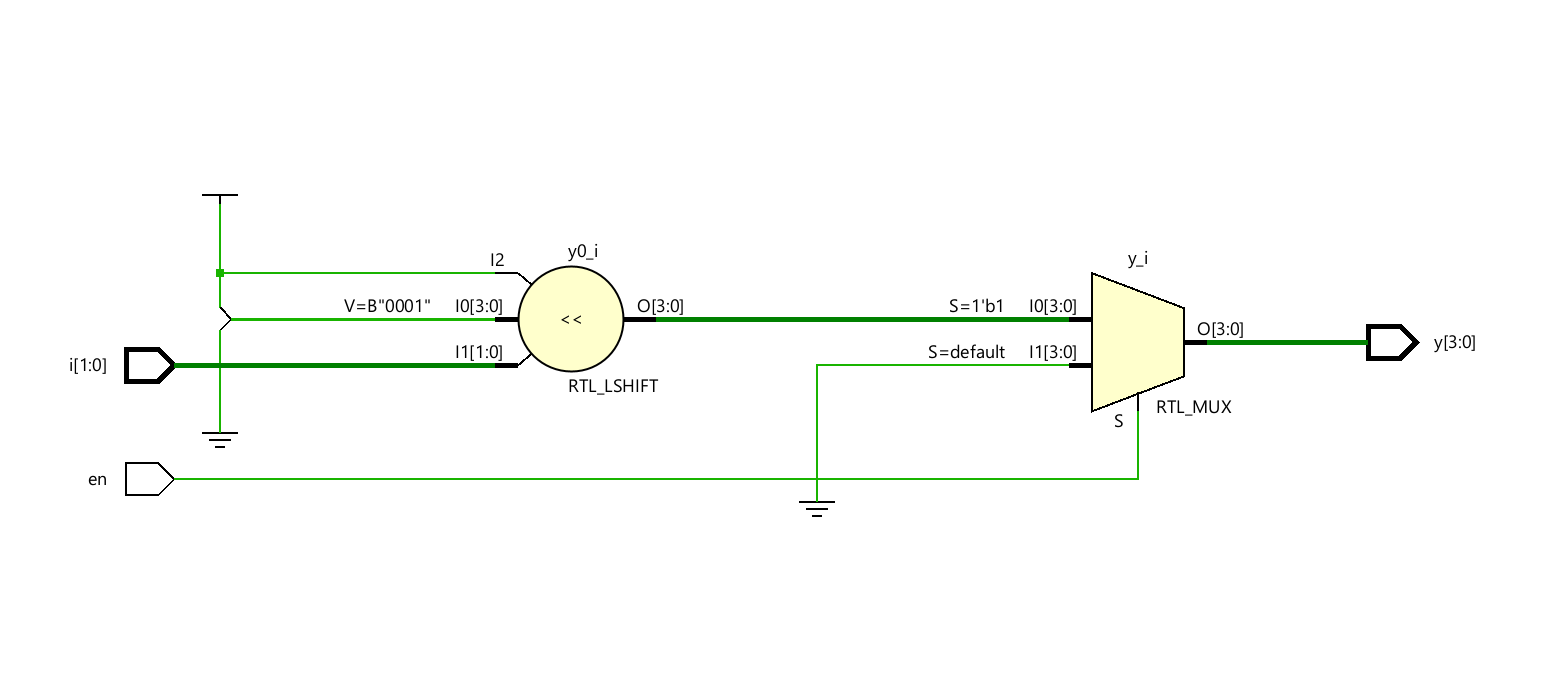 y0_i
y_i
I2
V=B"0001"
I0[3:0]
O[3:0]
S=1'b1
I0[3:0]
<<
O[3:0]
y[3:0]
i[1:0]
I1[1:0]
S=default
I1[3:0]
RTL_LSHIFT
S
RTL_MUX
en